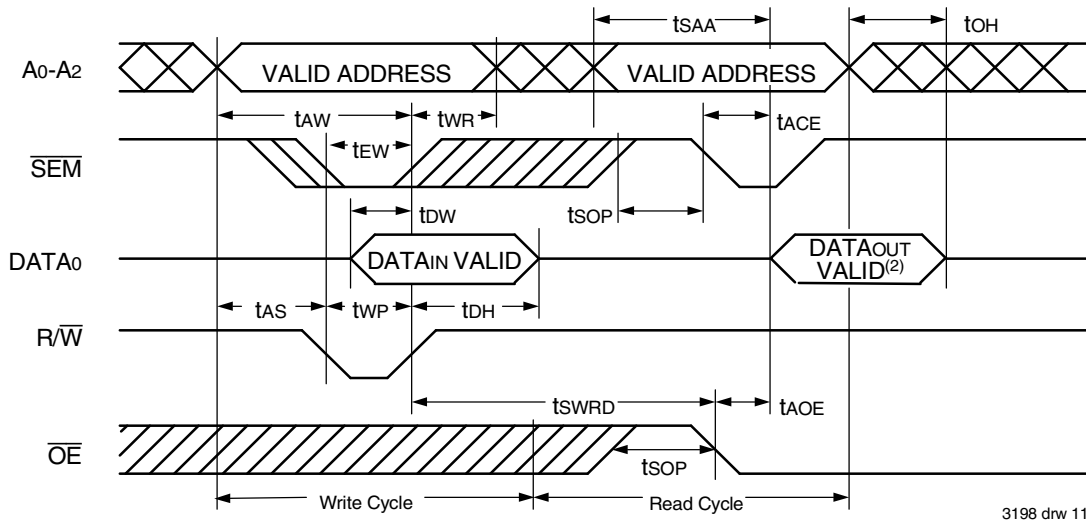 tSAA
tOH
A0-A2
VALID ADDRESS
VALID ADDRESS
tAW
tWR
tACE
tEW
SEM
tDW
tSOP
DATA0
DATAIN VALID
DATAOUT
VALID(2)
tAS
tWP
tDH
R/W
tSWRD
tAOE
OE
tSOP
Write Cycle
Read Cycle
3198 drw 11